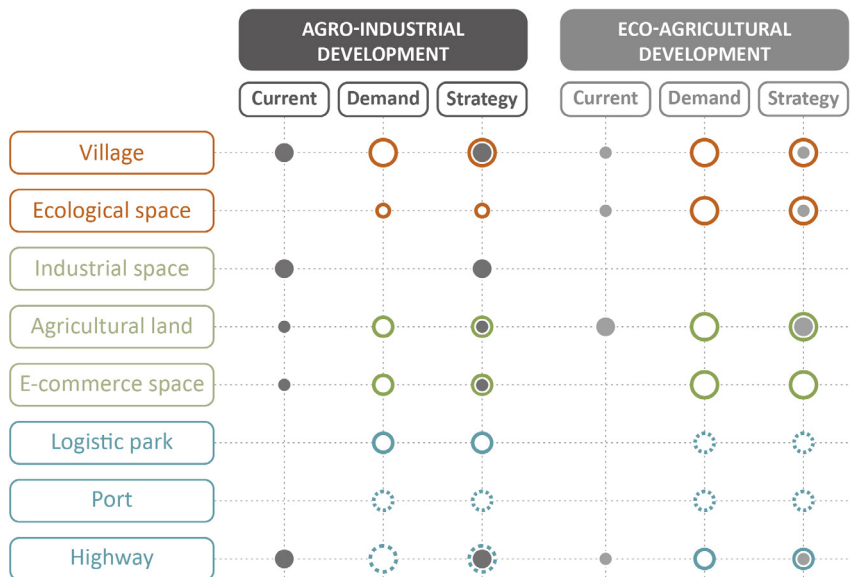 AGRO-INDUSTRIAL
DEVELOPMENT
ECO-AGRICULTURAL
DEVELOPMENT
Current
Demand
Strategy
Current
Demand
Strategy
Village
Ecological space
Industrial space
Agricultural land
E-commerce space
Logistic park
Port
Highway